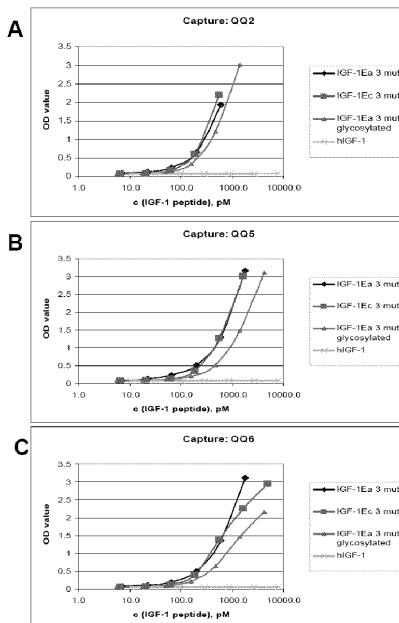 A
Capture: QQ2
OD value
3.5
3
2.5
2
1.5
1
0.5
0
1.0 10.0 100.0 1000.0 10000.0
c (IGF-1 peptide), pM
IGF-1Ea 3 mut
IGF-1Ec 3 mut
IGF-1Ea 3 mut
glycosylated
hIGF-1
B
Capture: QQ5
OD value
3.5
3
2.5
2
1.5
1
0.5
0
1.0 10.0 100.0 1000.0 10000.0
c (IGF-1 peptide), pM
IGF-1Ea 3 mut
IGF-1Ec 3 mut
IGF-1Ea 3 mut
glycosylated
hIGF-1
C
Capture: QQ6
OD value
3.5
3
2.5
2
1.5
1
0.5
0
1.0 10.0 100.0 1000.0 10000.0
c (IGF-1 peptide), pM
IGF-1Ea 3 mut
IGF-1Ec 3 mut
IGF-1Ea 3 mut
glycosylated
hIGF-1